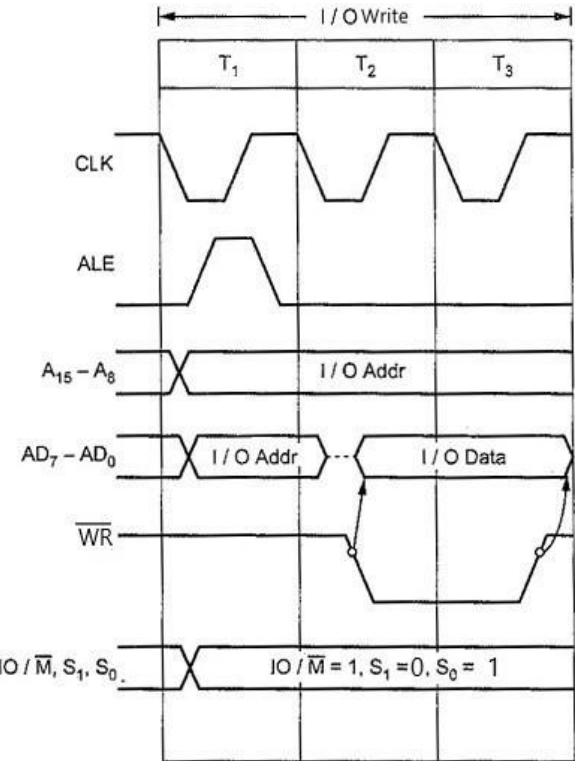 I / O Write
T₁ T₂ T₃
CLK
ALE
A₁₅ – A₈ I / O Addr
AD₇ – AD₀ I / O Addr I / O Data
W̅R̅
IO / M̅, S₁, S₀ IO / M̅ = 1, S₁ =0, S₀ = 1